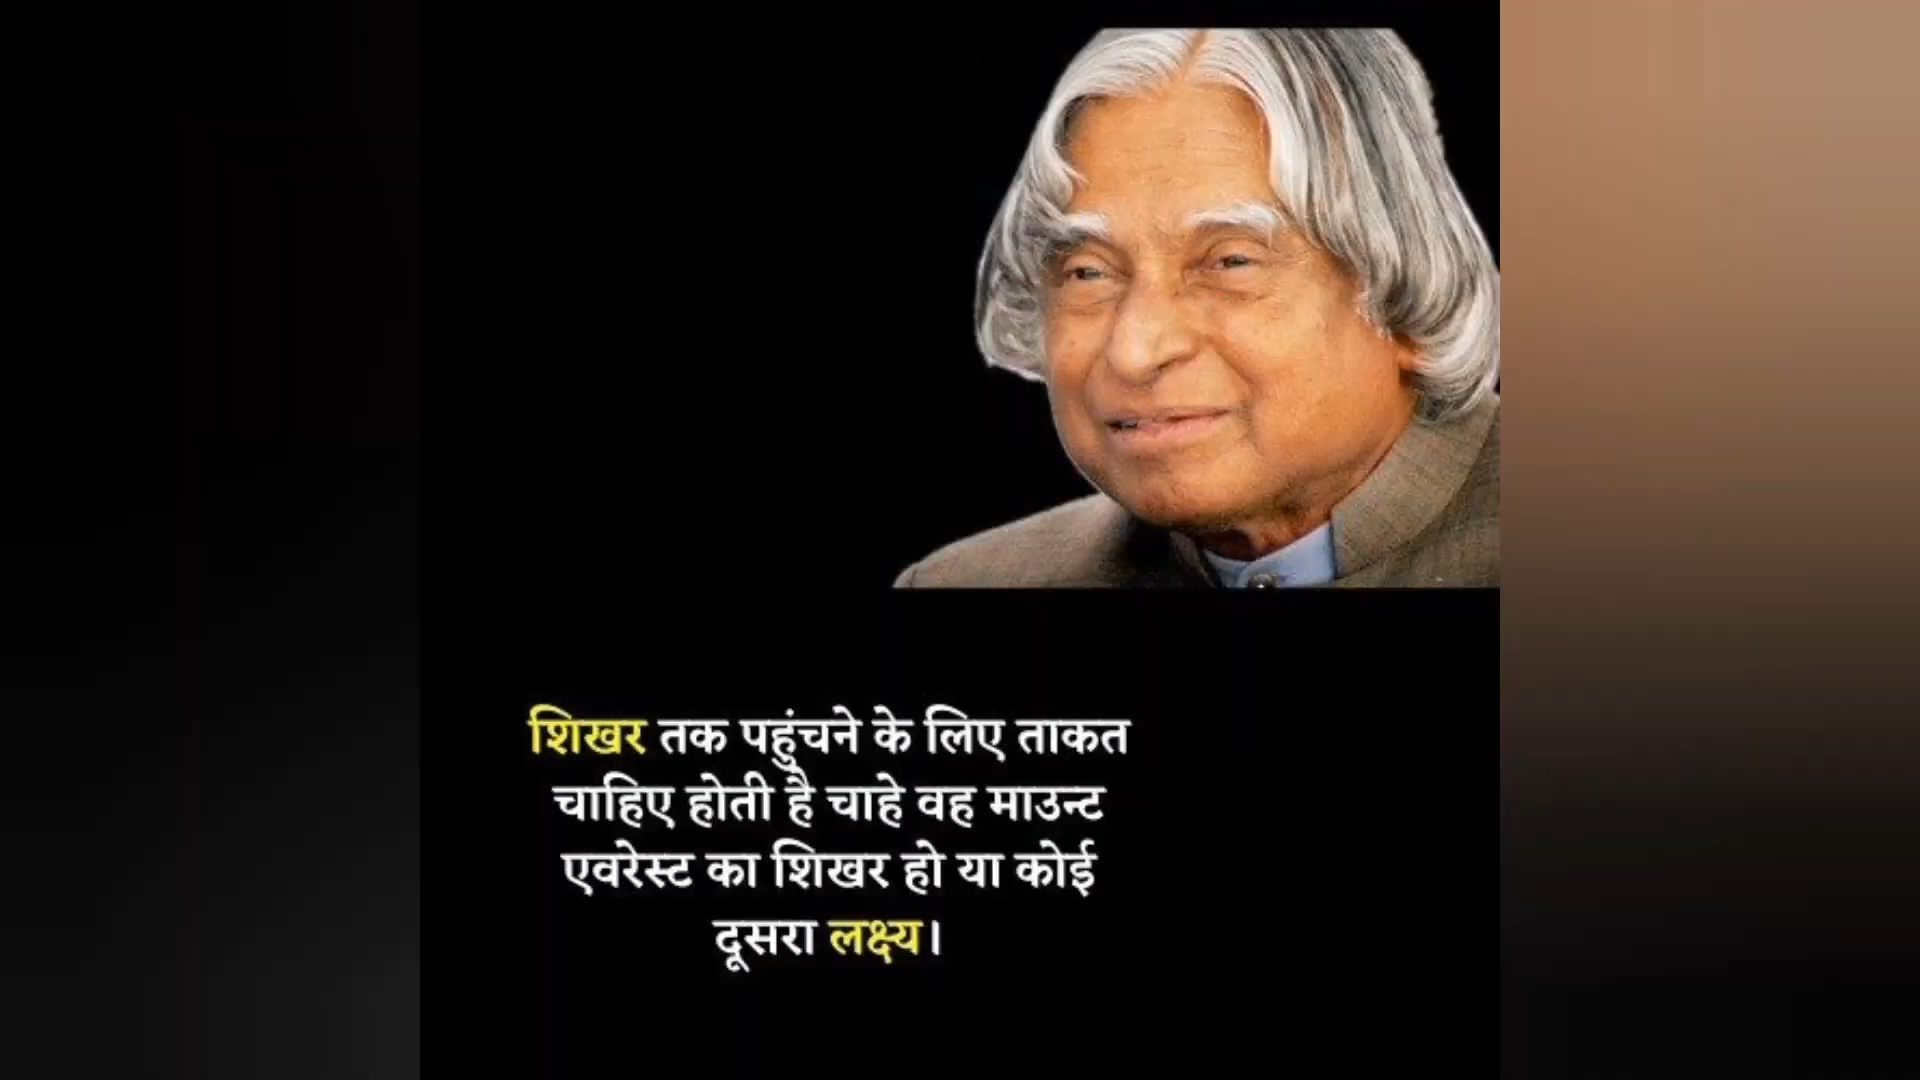 शिखर तक पहुंचने के लिए ताकत
चाहिए होती है चाहे वह माउन्ट
एवरेस्ट का शिखर हो या कोई
दूसरा लक्ष्य।